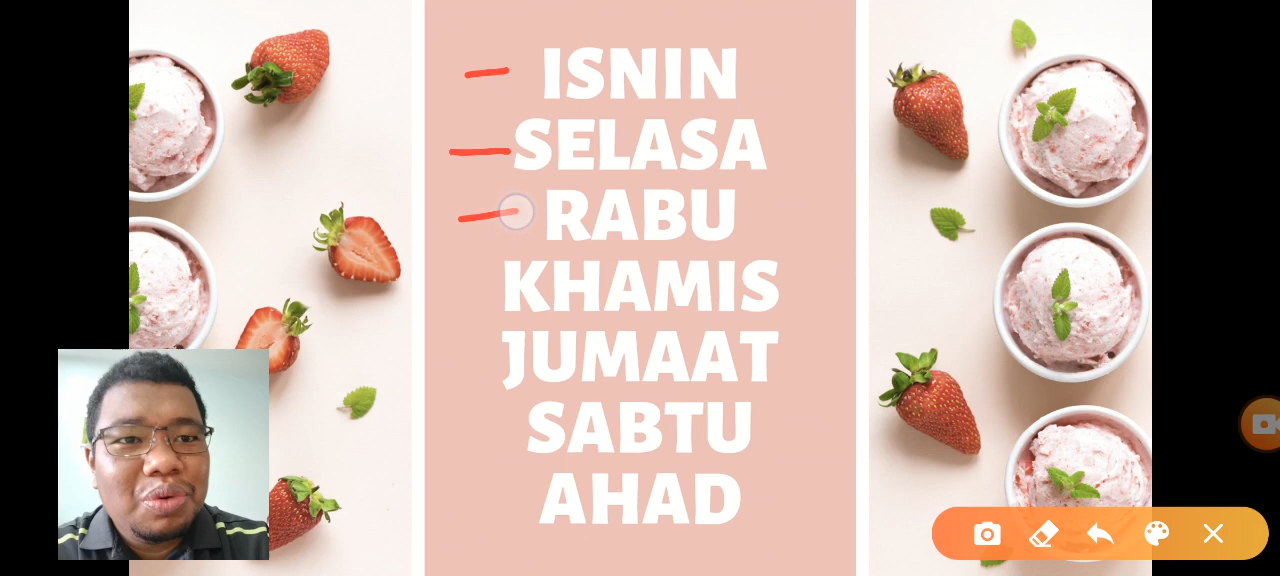 ISNIN
SELASA
RABU
KHAMIS
JUMAAT
SABTU
AHAD